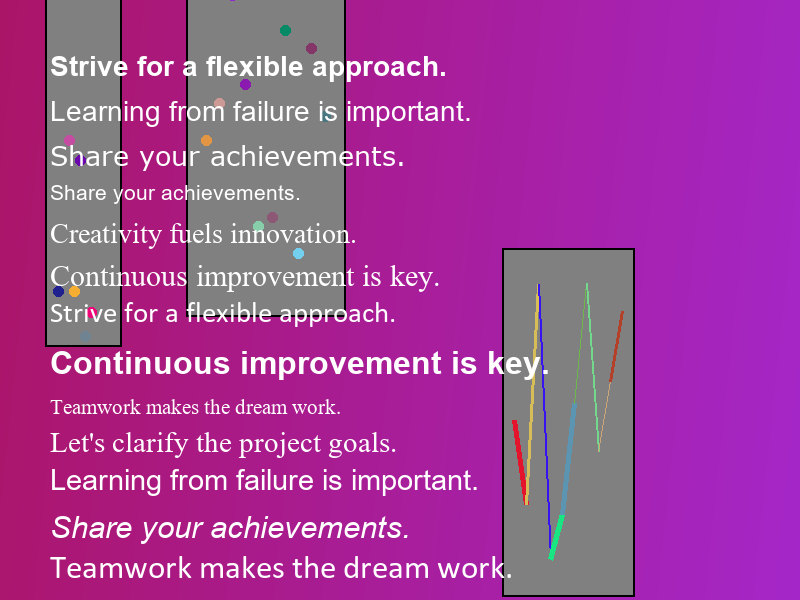 Strive for a flexible approach.
Learning from failure is important.
Share your achievements.
Share your achievements.
Creativity fuels innovation.
Continuous improvement is key.
Strive for a flexible approach.
Continuous improvement is key.
Teamwork makes the dream work.
Let's clarify the project goals.
Learning from failure is important.
Share your achievements.
Teamwork makes the dream work.